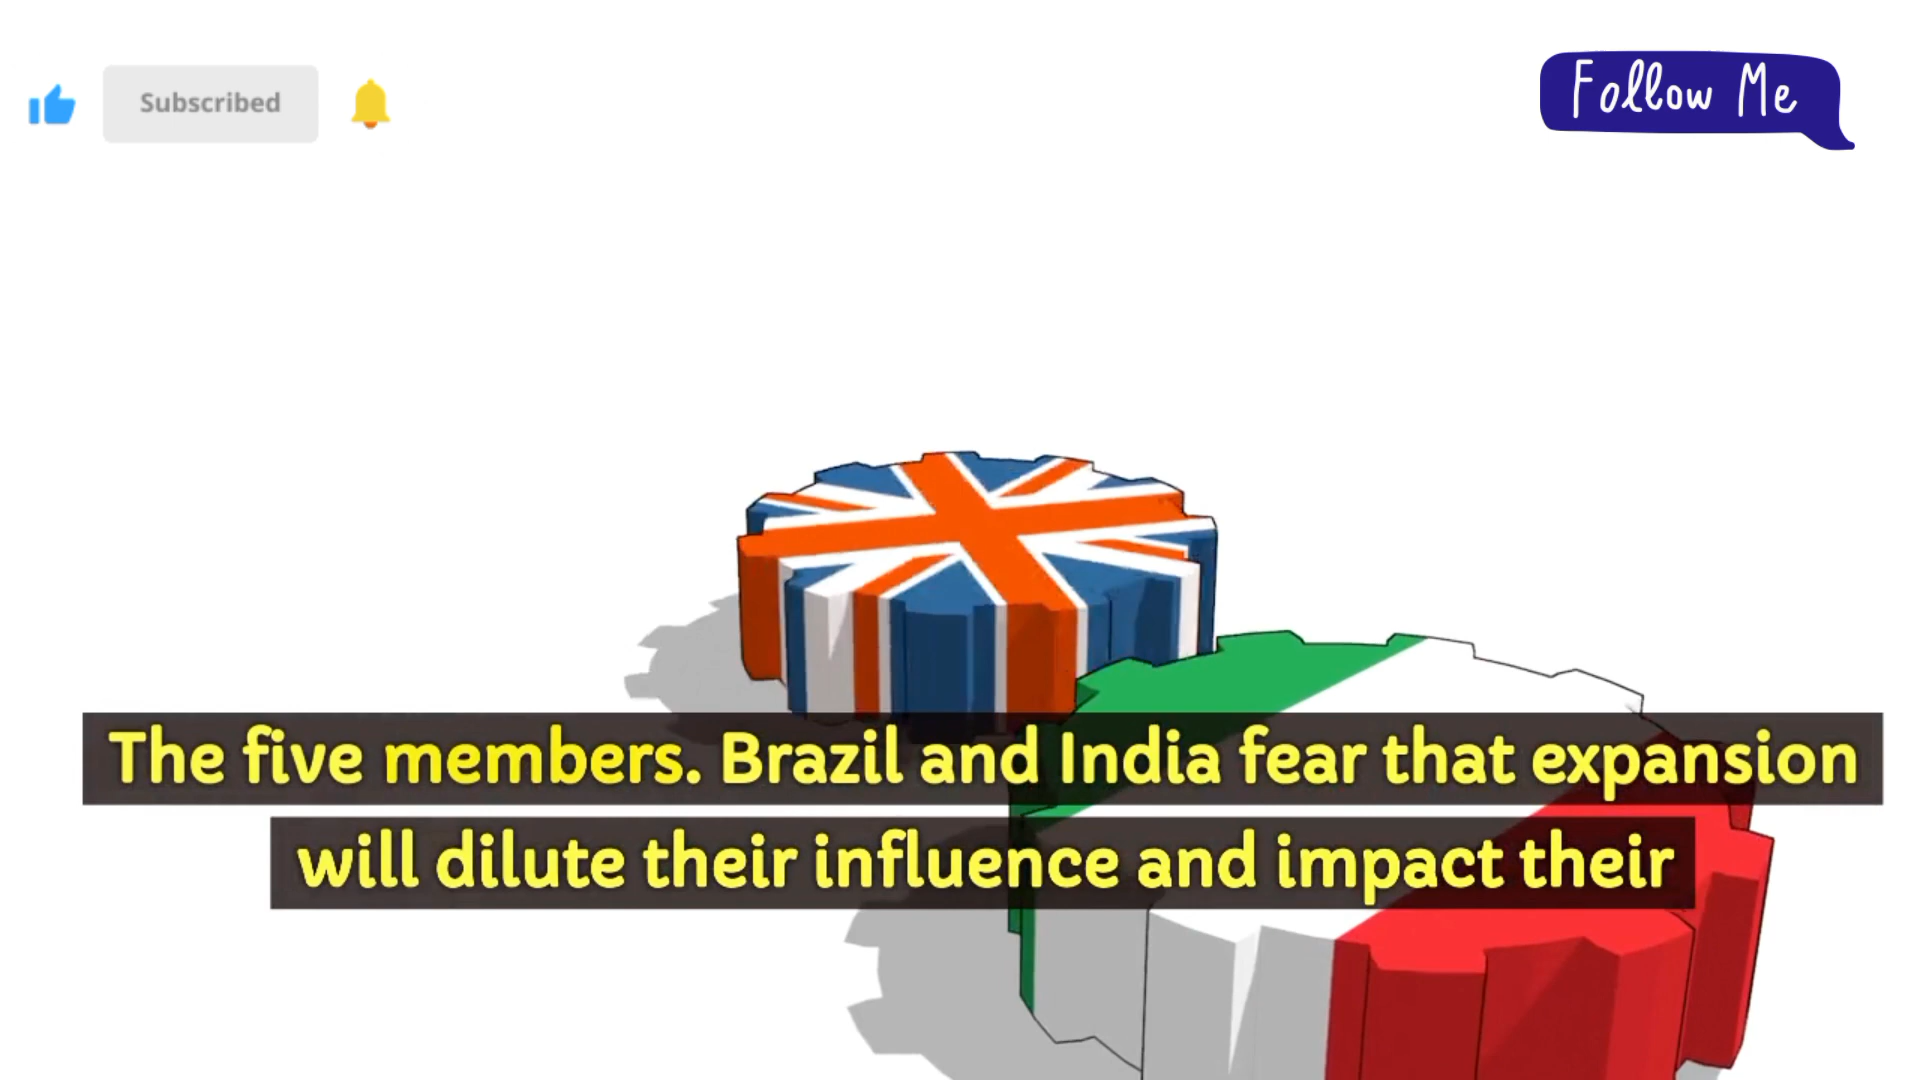 Subscribed
Follow Me
The five members. Brazil and India fear that expansion
will dilute their influence and impact their